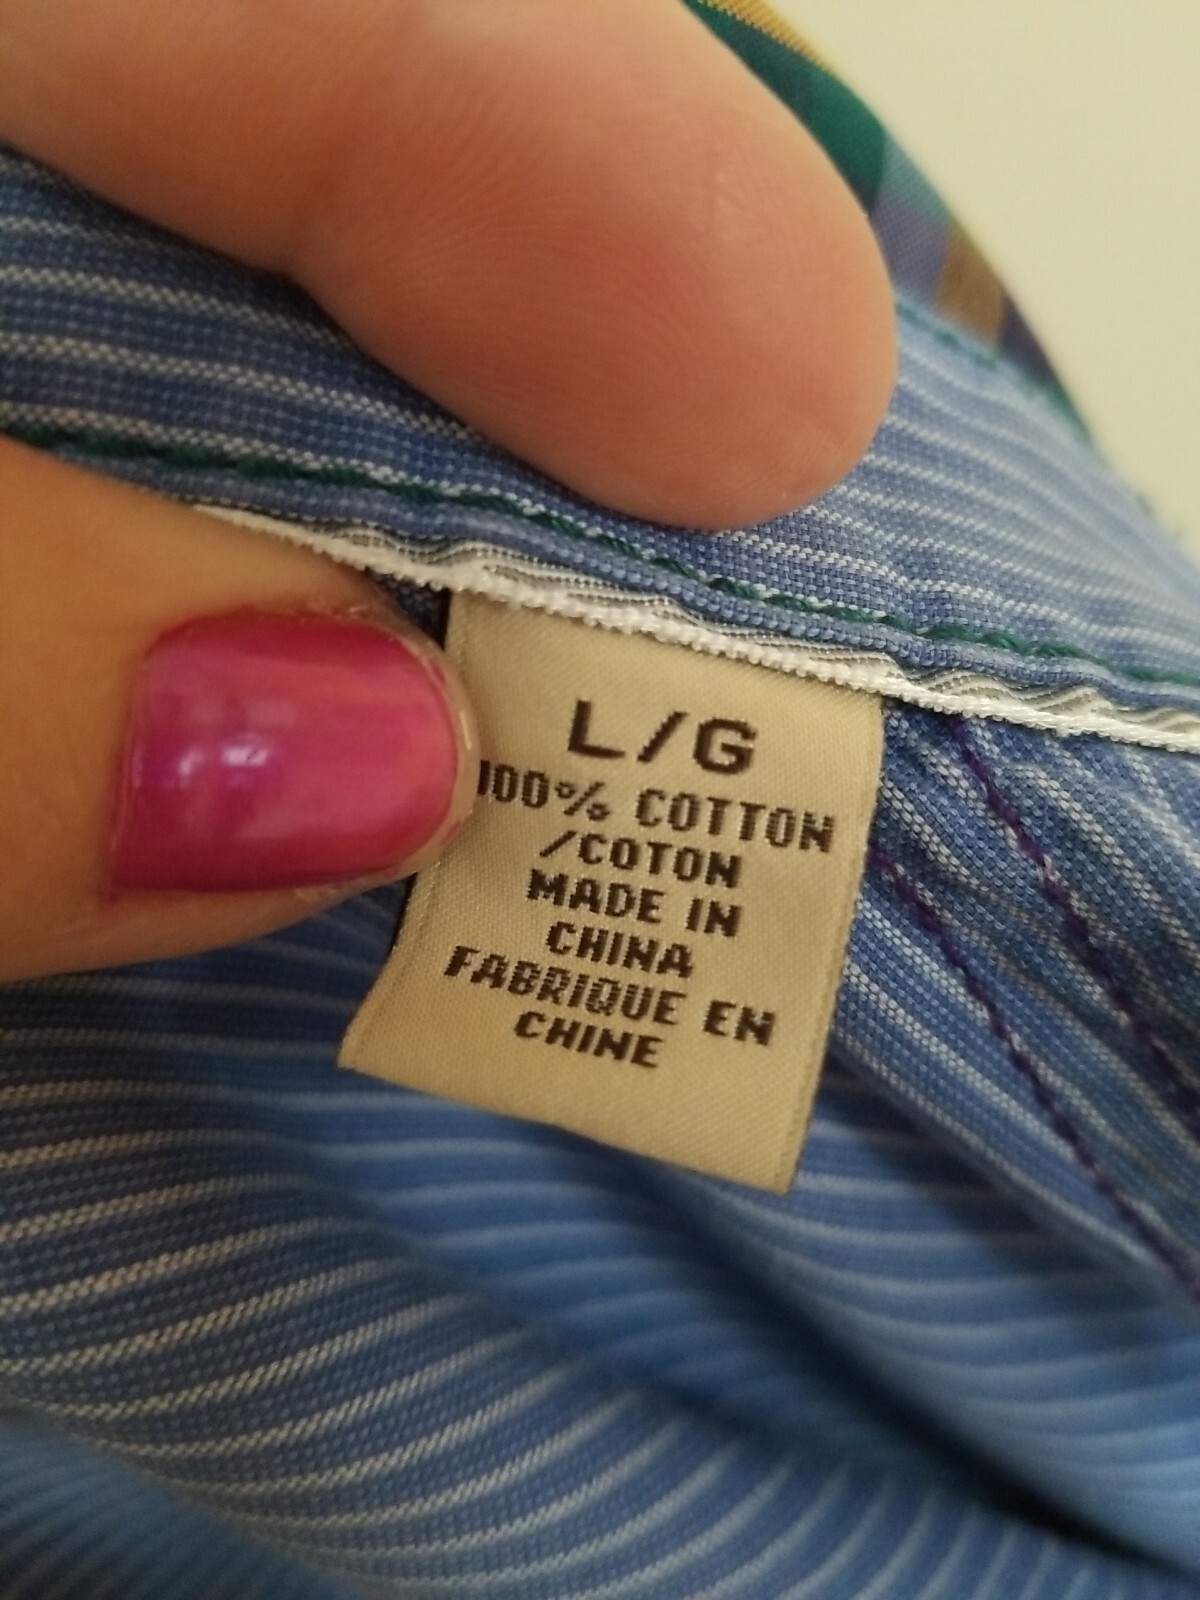 L/G
100% COTTON
/COTON
MADE IN
CHINA
FABRIQUE EN
CHINE